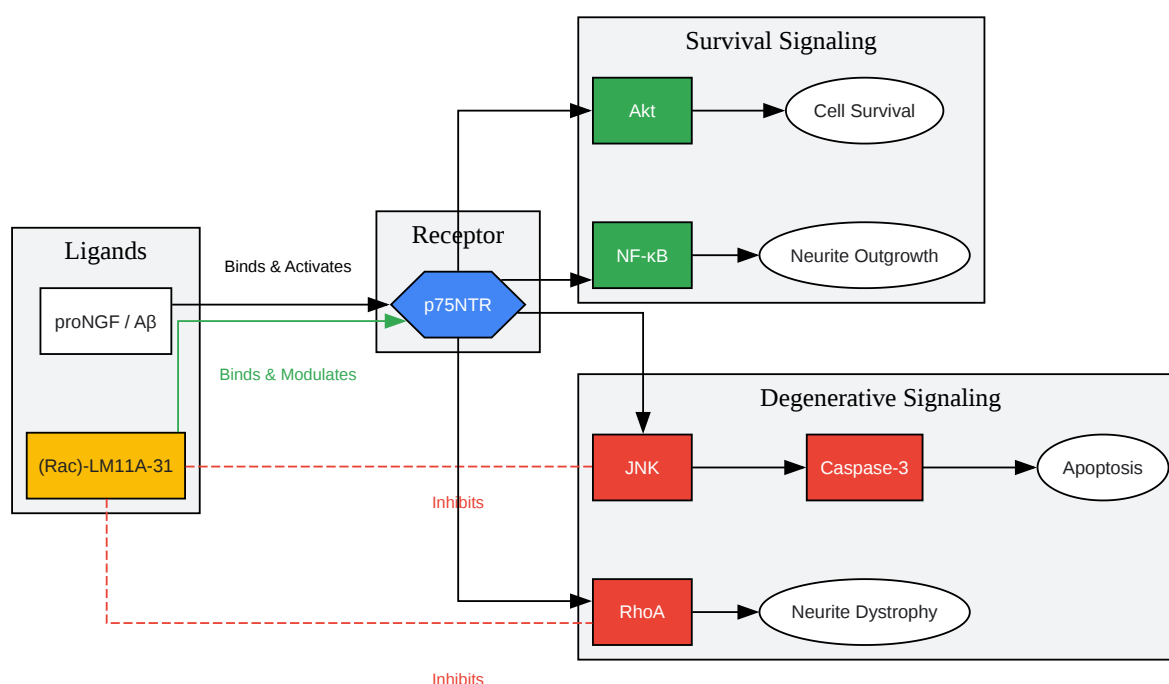 Survival Signaling
Akt
Cell Survival
Receptor
Ligands
NF-κB
Neurite Outgrowth
Binds & Activates
p75NTR
proNGF / Aβ
Binds & Modulates
Degenerative Signaling
(Rac)-LM11A-31
JNK
Caspase-3
Apoptosis
Inhibits
RhoA
Neurite Dystrophy
Inhibits